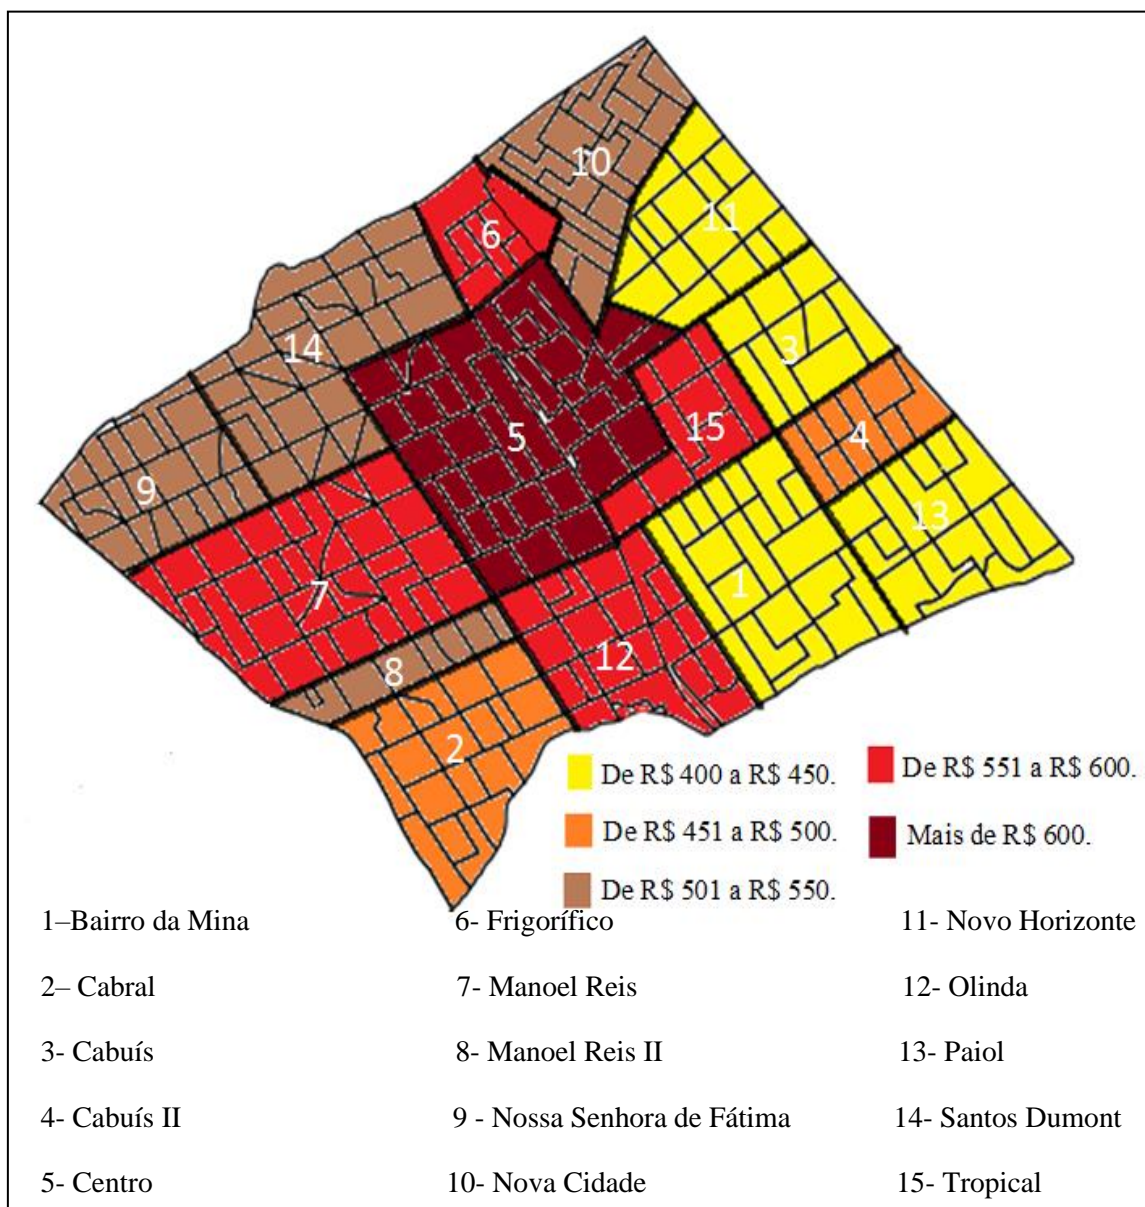 10
11
6
14
3
15
4
5
9
13
1
7
12
8
2
De R$ 400 a R$ 450.
De R$ 551 a R$ 600.
De R$ 451 a R$ 500.
Mais de R$ 600.
De R$ 501 a R$ 550.
1–Bairro da Mina
6- Frigorífico
11- Novo Horizonte
2– Cabral
7- Manoel Reis
12- Olinda
3- Cabuís
8- Manoel Reis II
13- Paiol
4- Cabuís II
9 - Nossa Senhora de Fátima
14- Santos Dumont
5- Centro
10- Nova Cidade
15- Tropical